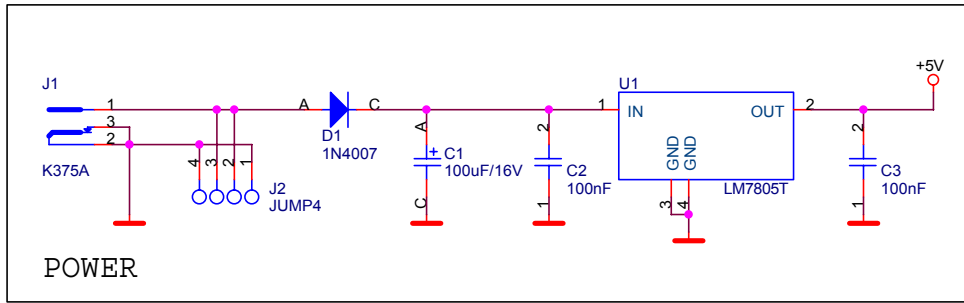 J1
1
3
2
K375A
4
3
2
1
J2
JUMP4
A
C
D1
1N4007
A
+
C1
100uF/16V
C
2
C2
100nF
1
U1
1
IN
OUT
2
GND
GND
3
4
LM7805T
+5V
2
C3
100nF
1
POWER